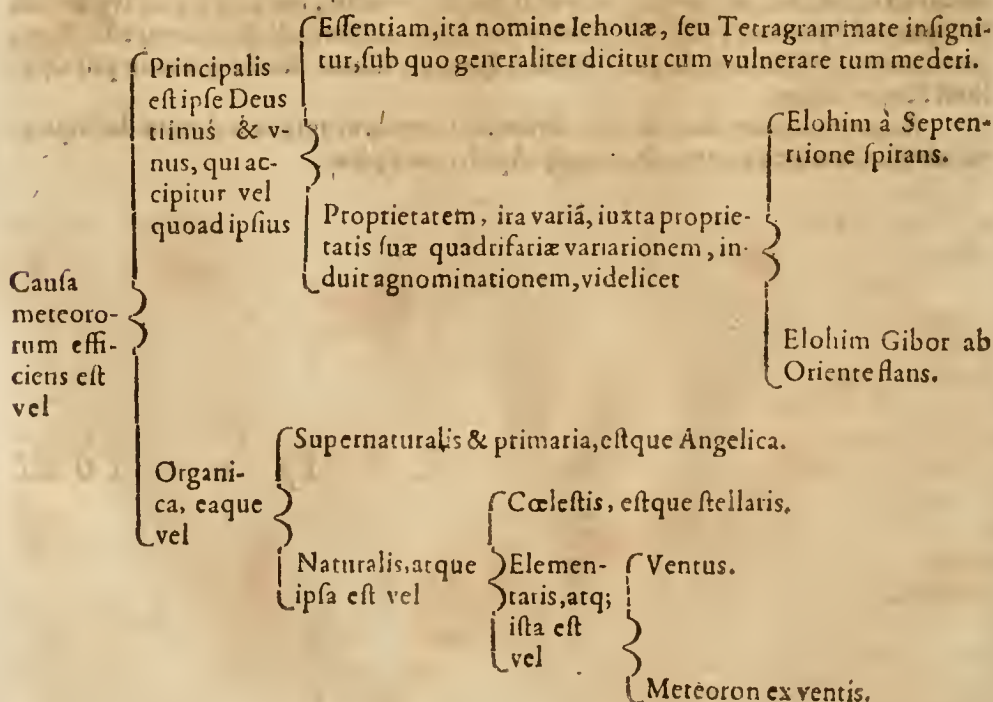 Causa
meteoro-
rum effi-
ciens est
vel
Principalis
est ipse Deus
trinus & v-
nus, qui ac-
cipitur vel
quoad ipsius
Essentiam, ita nomine Iehouæ, seu Tetragrammate insigni-
tur, sub quo generaliter dicitur cum vulnerare tum mederi.
Proprietatem, ita variã, iuxta proprie-
tatis suæ quadrifariæ variationem, in-
duit agnominationem, videlicet
Elohim à Septen-
trione spirans.
Elohim Gibor ab
Oriente flans.
Organi-
ca, eaque
vel
Supernaturalis & primaria, estque Angelica.
Naturalis, atque
ipsa est vel
Cœlestis, estque stellaris.
Elemen-
taris, atq;
ista est
vel
Ventus.
Meteoron ex ventis.